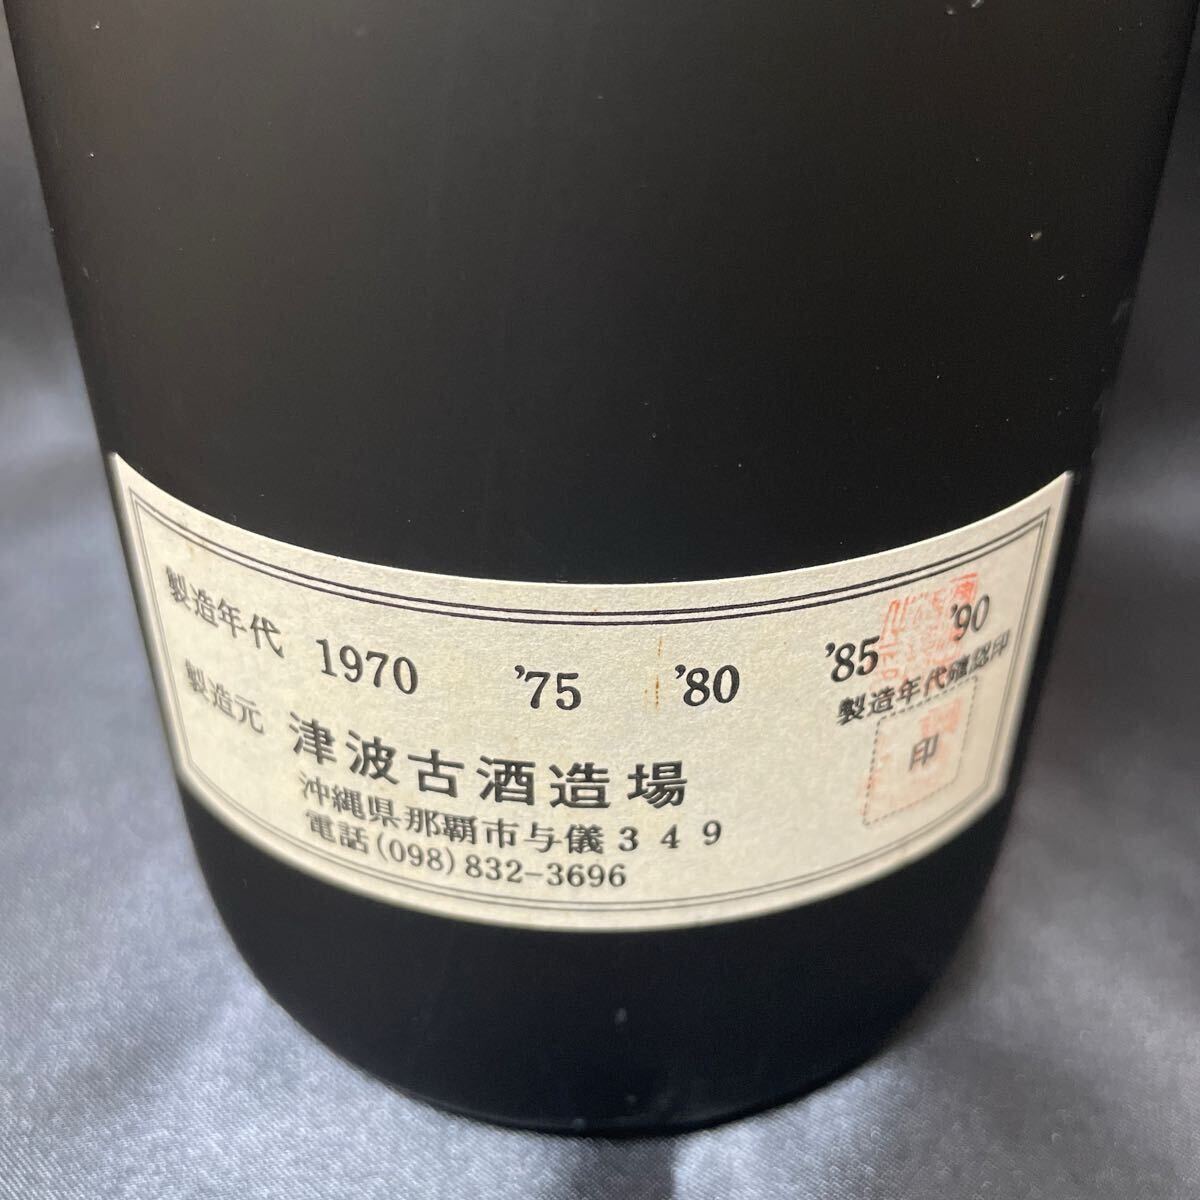 製造年代 1970 '75 '80 '85 '90
製造年代確認印
印
製造元 津波古酒造場
沖縄県那覇市与儀349
電話(098)832-3696